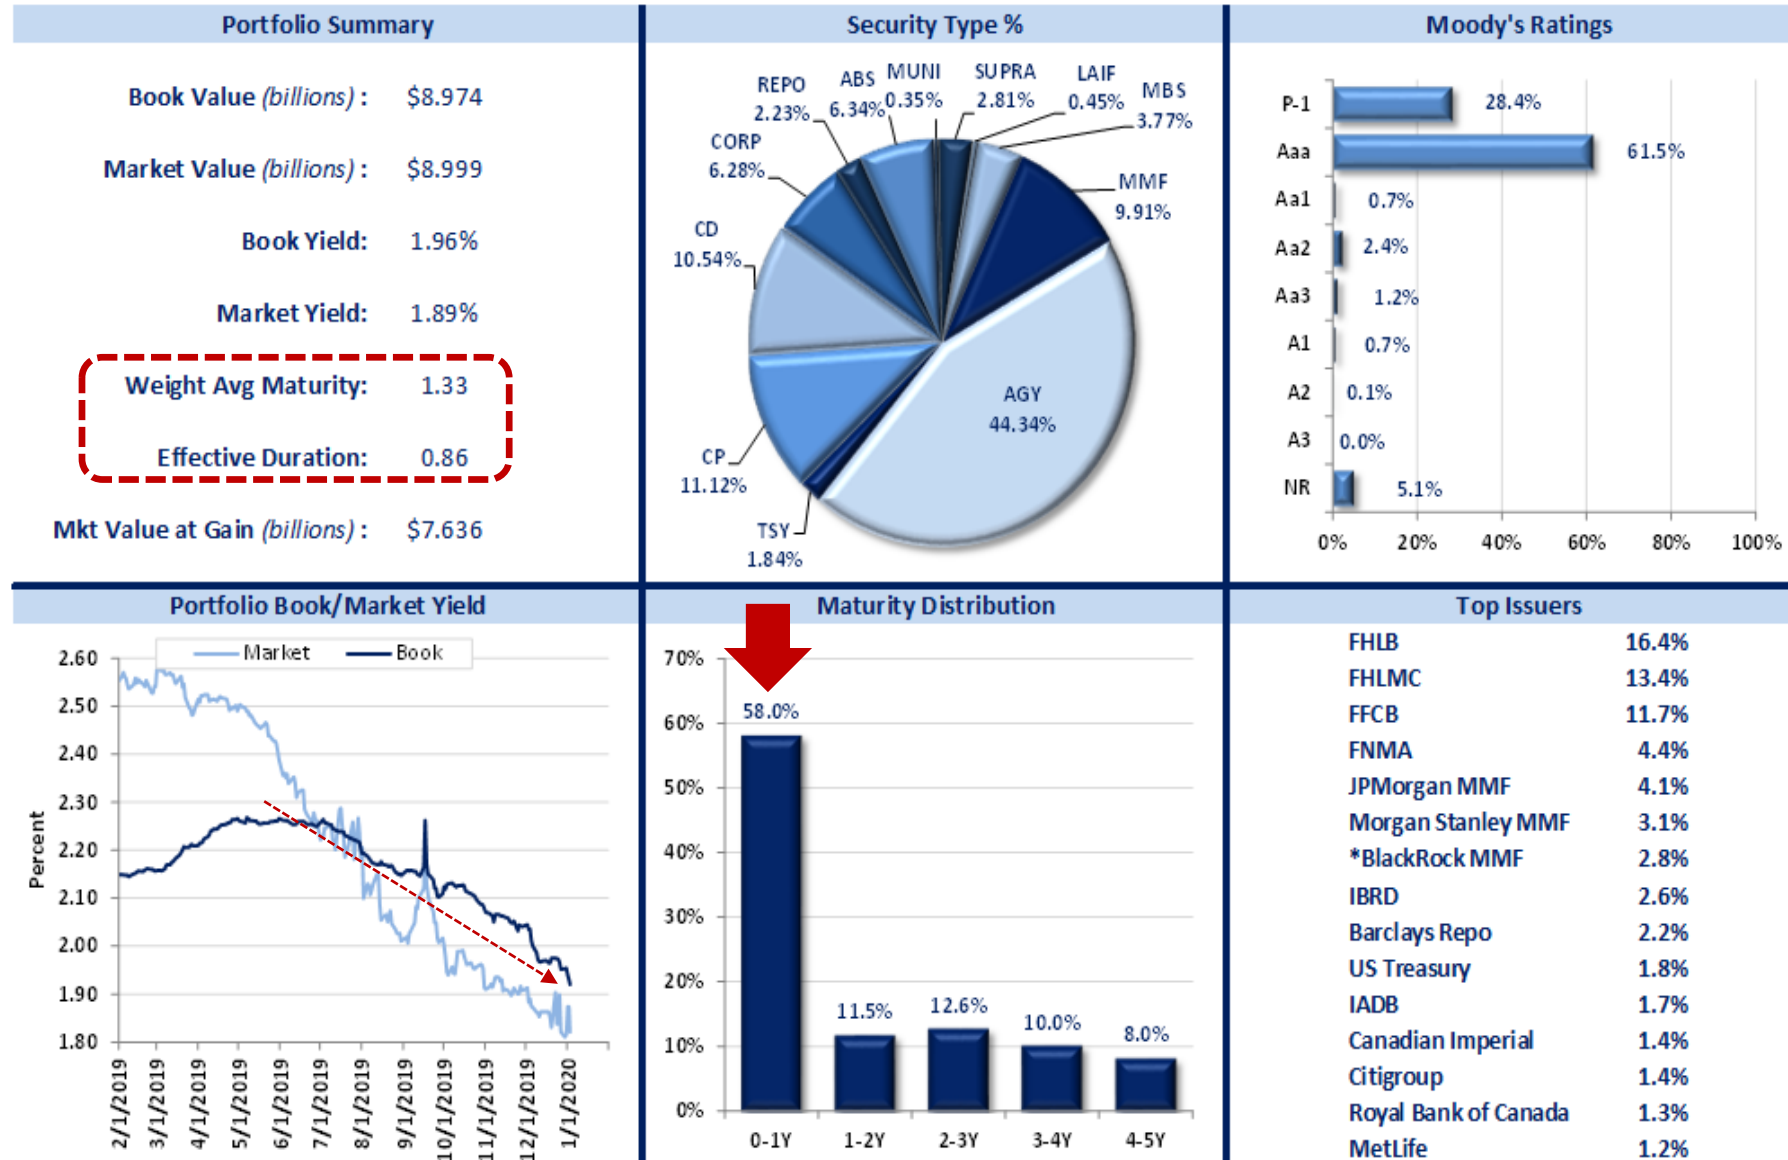 Portfolio Summary
Book Value (billions) : $8.974
Market Value (billions) : $8.999
Book Yield: 1.96%
Market Yield: 1.89%
Weight Avg Maturity: 1.33
Effective Duration: 0.86
Mkt Value at Gain (billions) : $7.636
Security Type %
REPO
2.23%
ABS
6.34%
MUNI
0.35%
SUPRA
2.81%
LAIF
0.45%
MBS
3.77%
CORP
6.28%
MMF
9.91%
CD
10.54%
AGY
44.34%
CP
11.12%
TSY
1.84%
Moody's Ratings
P-1 28.4%
Aaa 61.5%
Aa1 0.7%
Aa2 2.4%
Aa3 1.2%
A1 0.7%
A2 0.1%
A3 0.0%
NR 5.1%
0% 20% 40% 60% 80% 100%
Portfolio Book/Market Yield
Market Book
Percent
2.60
2.50
2.40
2.30
2.20
2.10
2.00
1.90
1.80
2/1/2019
3/1/2019
4/1/2019
5/1/2019
6/1/2019
7/1/2019
8/1/2019
9/1/2019
10/1/2019
11/1/2019
12/1/2019
1/1/2020
Maturity Distribution
70%
60%
50%
40%
30%
20%
10%
0%
58.0%
11.5%
12.6%
10.0%
8.0%
0-1Y 1-2Y 2-3Y 3-4Y 4-5Y
Top Issuers
FHLB 16.4%
FHLMC 13.4%
FFCB 11.7%
FNMA 4.4%
JPMorgan MMF 4.1%
Morgan Stanley MMF 3.1%
*BlackRock MMF 2.8%
IBRD 2.6%
Barclays Repo 2.2%
US Treasury 1.8%
IADB 1.7%
Canadian Imperial 1.4%
Citigroup 1.4%
Royal Bank of Canada 1.3%
MetLife 1.2%